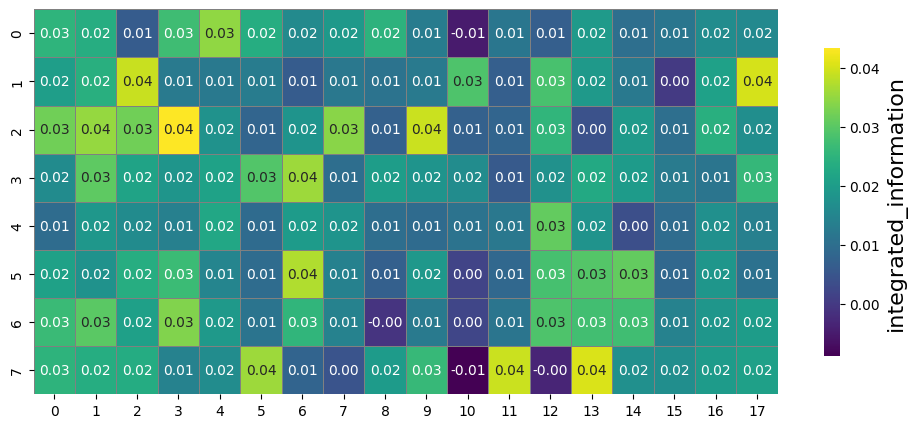 0 0.03 0.02 0.01 0.03 0.03 0.02 0.02 0.02 0.02 0.01 -0.01 0.01 0.01 0.02 0.01 0.01 0.02 0.02
1 0.02 0.02 0.04 0.01 0.01 0.01 0.01 0.01 0.01 0.01 0.03 0.01 0.03 0.02 0.01 0.00 0.02 0.04
2 0.03 0.04 0.03 0.04 0.02 0.01 0.02 0.03 0.01 0.04 0.01 0.01 0.03 0.00 0.02 0.01 0.02 0.02
3 0.02 0.03 0.02 0.02 0.02 0.03 0.04 0.01 0.02 0.02 0.02 0.01 0.02 0.02 0.02 0.01 0.01 0.03
4 0.01 0.02 0.02 0.01 0.02 0.01 0.02 0.02 0.01 0.01 0.01 0.01 0.03 0.02 0.00 0.01 0.02 0.01
5 0.02 0.02 0.02 0.03 0.01 0.01 0.04 0.01 0.01 0.02 0.00 0.01 0.03 0.03 0.03 0.01 0.02 0.01
6 0.03 0.03 0.02 0.03 0.02 0.01 0.03 0.01 -0.00 0.01 0.00 0.01 0.03 0.03 0.03 0.01 0.02 0.02
7 0.03 0.02 0.02 0.01 0.02 0.04 0.01 0.00 0.02 0.03 -0.01 0.04 -0.00 0.04 0.02 0.02 0.02 0.02
0 1 2 3 4 5 6 7 8 9 10 11 12 13 14 15 16 17
0.04
0.03
0.02
0.01
0.00
integrated_information